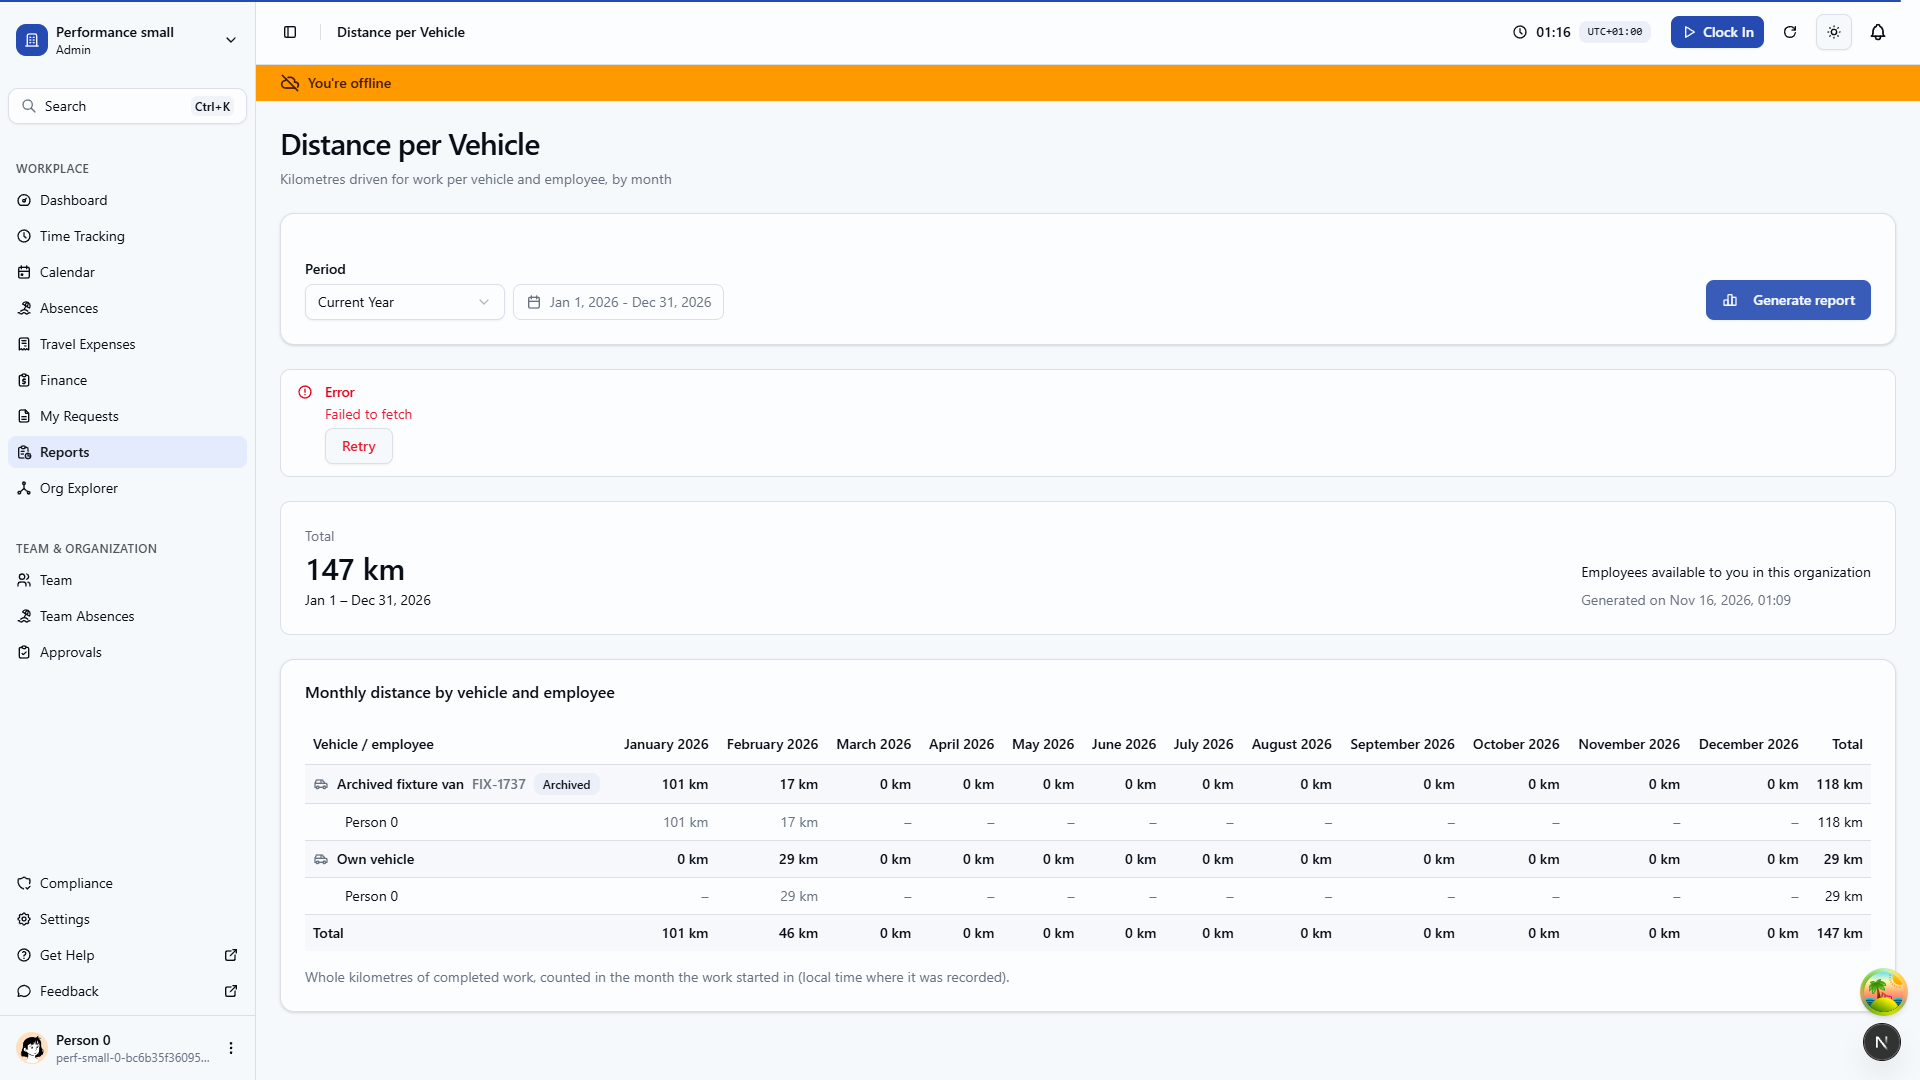 Performance small
Admin
Search Ctrl+K
WORKPLACE
Dashboard
Time Tracking
Calendar
Absences
Travel Expenses
Finance
My Requests
Reports
Org Explorer
TEAM & ORGANIZATION
Team
Team Absences
Approvals
Compliance
Settings
Get Help
Feedback
Person 0
perf-small-0-bc6b35f36095...
Distance per Vehicle
01:16 UTC+01:00 Clock In
You're offline
Distance per Vehicle
Kilometres driven for work per vehicle and employee, by month
Period
Current Year Jan 1, 2026 - Dec 31, 2026 Generate report
Error
Failed to fetch
Retry
Total
147 km
Jan 1 – Dec 31, 2026
Employees available to you in this organization
Generated on Nov 16, 2026, 01:09
Monthly distance by vehicle and employee
Vehicle / employee January 2026 February 2026 March 2026 April 2026 May 2026 June 2026 July 2026 August 2026 September 2026 October 2026 November 2026 December 2026 Total
Archived fixture van FIX-1737 Archived 101 km 17 km 0 km 0 km 0 km 0 km 0 km 0 km 0 km 0 km 0 km 0 km 118 km
Person 0 101 km 17 km – – – – – – – – – – 118 km
Own vehicle 0 km 29 km 0 km 0 km 0 km 0 km 0 km 0 km 0 km 0 km 0 km 0 km 29 km
Person 0 – 29 km – – – – – – – – – – 29 km
Total 101 km 46 km 0 km 0 km 0 km 0 km 0 km 0 km 0 km 0 km 0 km 0 km 147 km
Whole kilometres of completed work, counted in the month the work started in (local time where it was recorded).
N